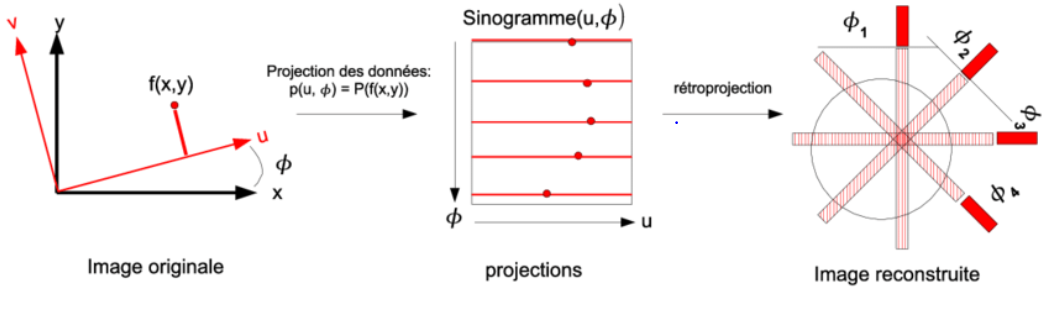 v
y
f(x,y)
u
ϕ
x
Image originale
Projection des données:
p(u, ϕ) = P(f(x,y))
Sinogramme(u,ϕ)
ϕ
u
projections
rétroprojection
ϕ1
ϕ2
ϕ3
ϕ4
Image reconstruite